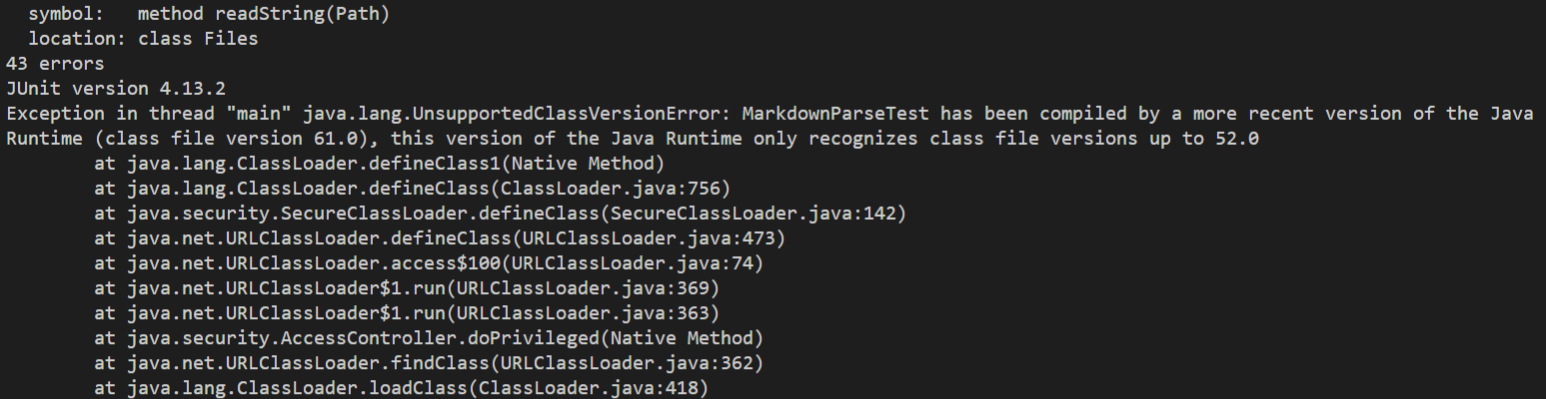 symbol:   method readString(Path)
location: class Files
43 errors
JUnit version 4.13.2
Exception in thread "main" java.lang.UnsupportedClassVersionError: MarkdownParseTest has been compiled by a more recent version of the Java
Runtime (class file version 61.0), this version of the Java Runtime only recognizes class file versions up to 52.0
at java.lang.ClassLoader.defineClass1(Native Method)
at java.lang.ClassLoader.defineClass(ClassLoader.java:756)
at java.security.SecureClassLoader.defineClass(SecureClassLoader.java:142)
at java.net.URLClassLoader.defineClass(URLClassLoader.java:473)
at java.net.URLClassLoader.access$100(URLClassLoader.java:74)
at java.net.URLClassLoader$1.run(URLClassLoader.java:369)
at java.net.URLClassLoader$1.run(URLClassLoader.java:363)
at java.security.AccessController.doPrivileged(Native Method)
at java.net.URLClassLoader.findClass(URLClassLoader.java:362)
at java.lang.ClassLoader.loadClass(ClassLoader.java:418)